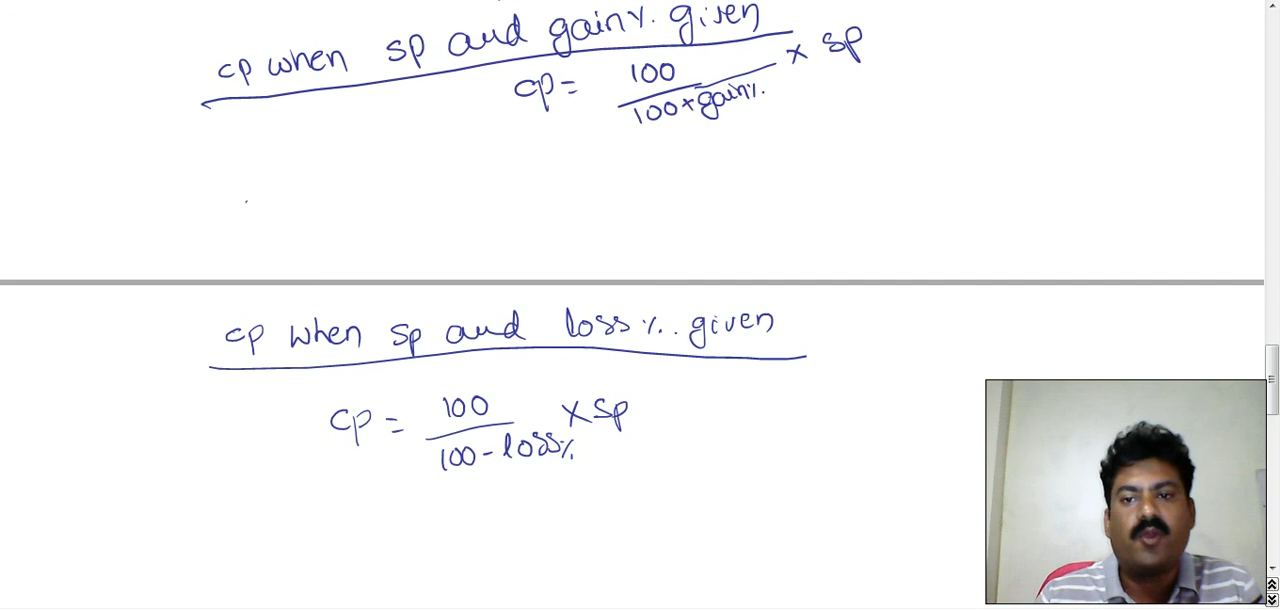 cp when sp and gain%. given
cp = 100 / 100+gain%. × sp
cp when sp and loss%. given
cp = 100 / 100 - loss% × sp